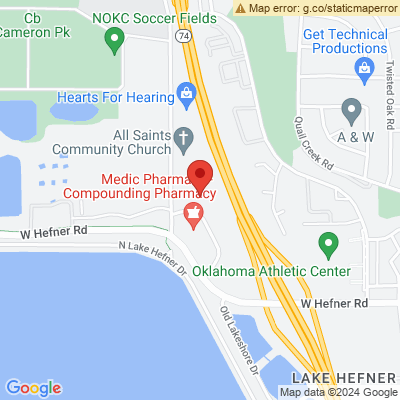 Map error: g.co/staticmaperror
Cb
Cameron Pk
NOKC Soccer Fields
74
Get Technical
Productions
Twisted Oak Rd
Hearts For Hearing
A & W
Quail Creek Rd
All Saints
Community Church
Medic Pharma
Compounding Pharmacy
W Hefner Rd
N Lake Hefner Dr
Oklahoma Athletic Center
W Hefner Rd
Old Lakeshore Dr
LAKE HEFNER
Google
Map data ©2024 Google